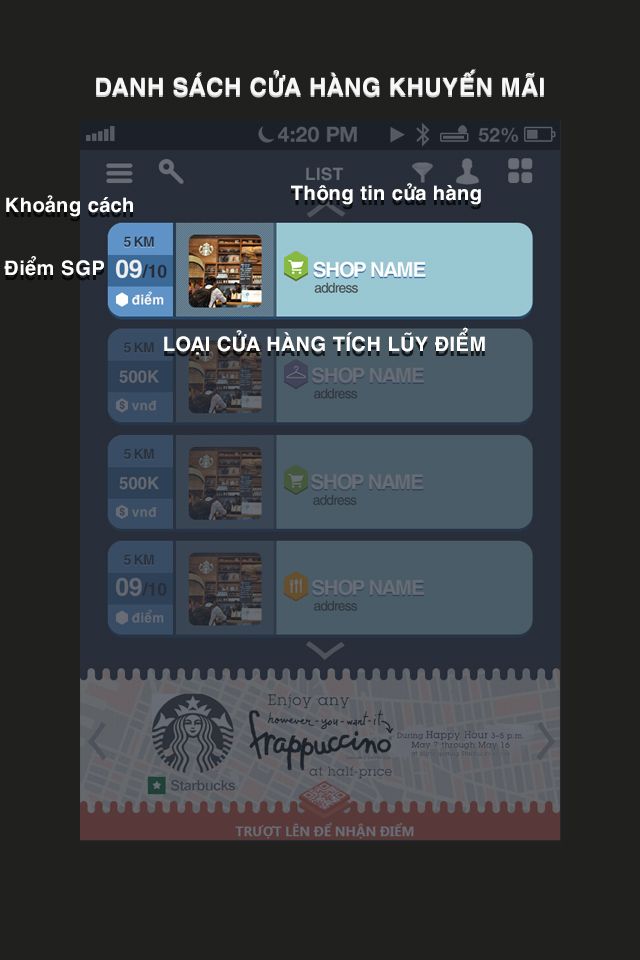 DANH SÁCH CỬA HÀNG KHUYẾN MÃI
4:20 PM 52%
LIST
Thông tin cửa hàng
Khoảng cách
5 KM
Điểm SGP
09/10
điểm
SHOP NAME
address
LOẠI CỬA HÀNG TÍCH LŨY ĐIỂM
5 KM
500K
vnđ
SHOP NAME
address
5 KM
500K
vnđ
SHOP NAME
address
5 KM
09/10
điểm
SHOP NAME
address
Enjoy any
however-you-want-it
frappuccino
at half-price
During Happy Hour 3-5 p.m.
May 7 through May 16
Starbucks
TRƯỢT LÊN ĐỂ NHẬN ĐIỂM